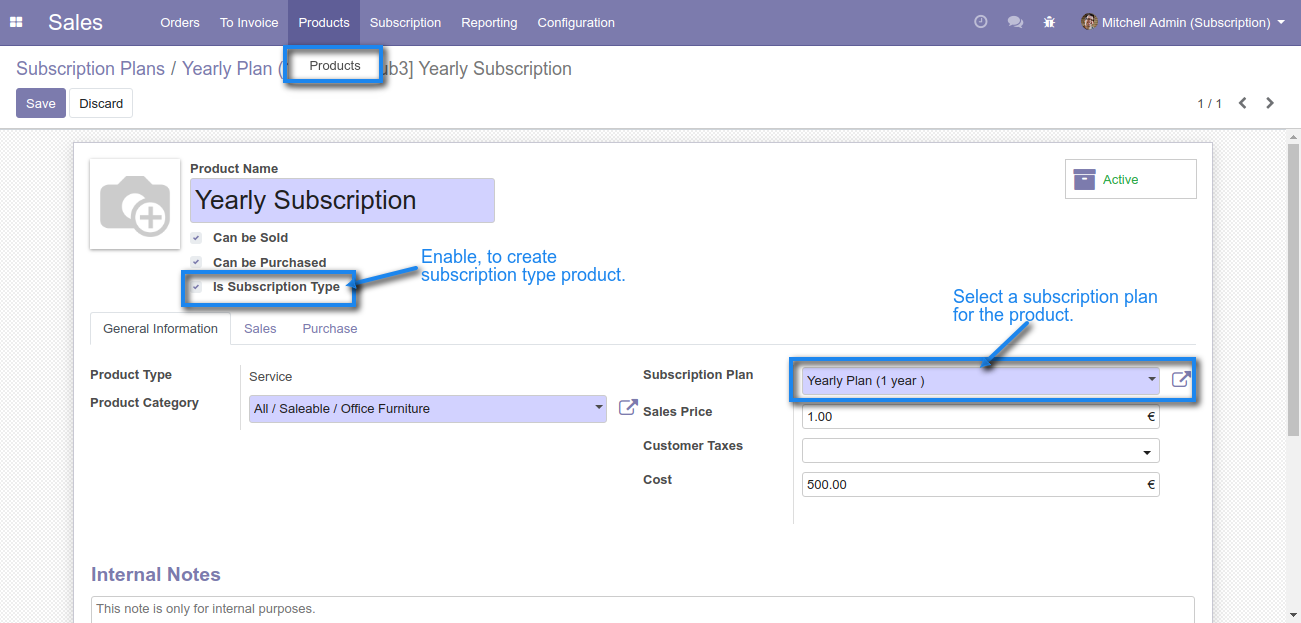 Sales Orders To Invoice Products Subscription Reporting Configuration Mitchell Admin (Subscription)
Products
Subscription Plans / Yearly Plan ( ub3] Yearly Subscription
Save Discard 1 / 1
Product Name
Yearly Subscription
Active
Can be Sold
Can be Purchased
Is Subscription Type
Enable, to create
subscription type product.
Select a subscription plan
for the product.
General Information Sales Purchase
Product Type Service
Product Category All / Saleable / Office Furniture
Subscription Plan Yearly Plan (1 year )
Sales Price 1.00 €
Customer Taxes
Cost 500.00 €
Internal Notes
This note is only for internal purposes.